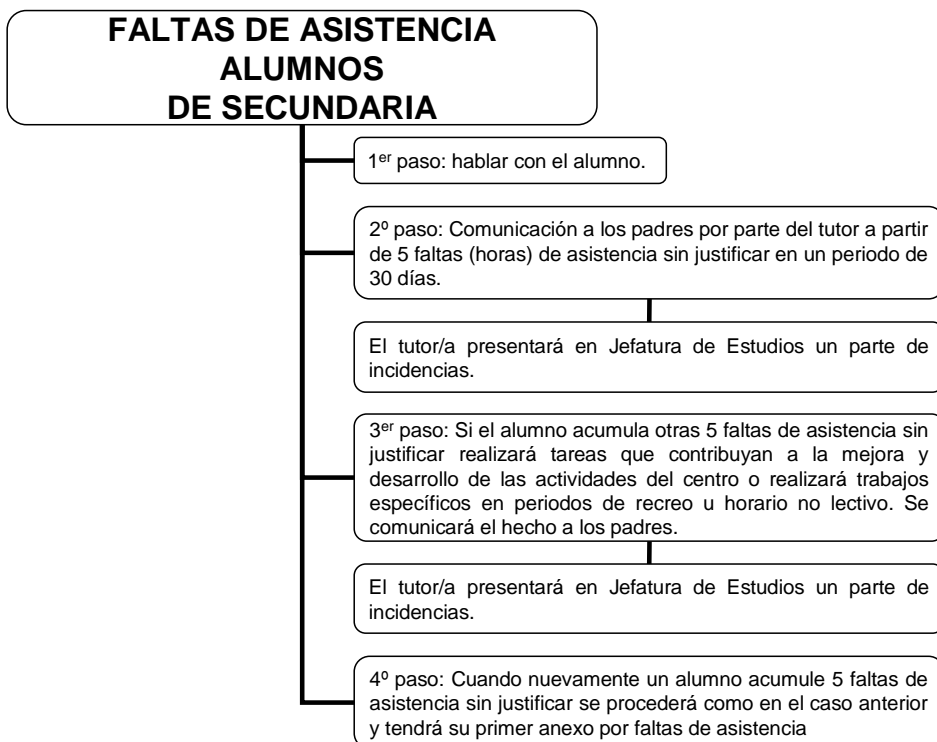 FALTAS DE ASISTENCIA
ALUMNOS
DE SECUNDARIA
1er paso: hablar con el alumno.
2º paso: Comunicación a los padres por parte del tutor a partir
de 5 faltas (horas) de asistencia sin justificar en un periodo de
30 días.
El tutor/a presentará en Jefatura de Estudios un parte de
incidencias.
3er paso: Si el alumno acumula otras 5 faltas de asistencia sin
justificar realizará tareas que contribuyan a la mejora y
desarrollo de las actividades del centro o realizará trabajos
específicos en periodos de recreo u horario no lectivo. Se
comunicará el hecho a los padres.
El tutor/a presentará en Jefatura de Estudios un parte de
incidencias.
4º paso: Cuando nuevamente un alumno acumule 5 faltas de
asistencia sin justificar se procederá como en el caso anterior
y tendrá su primer anexo por faltas de asistencia